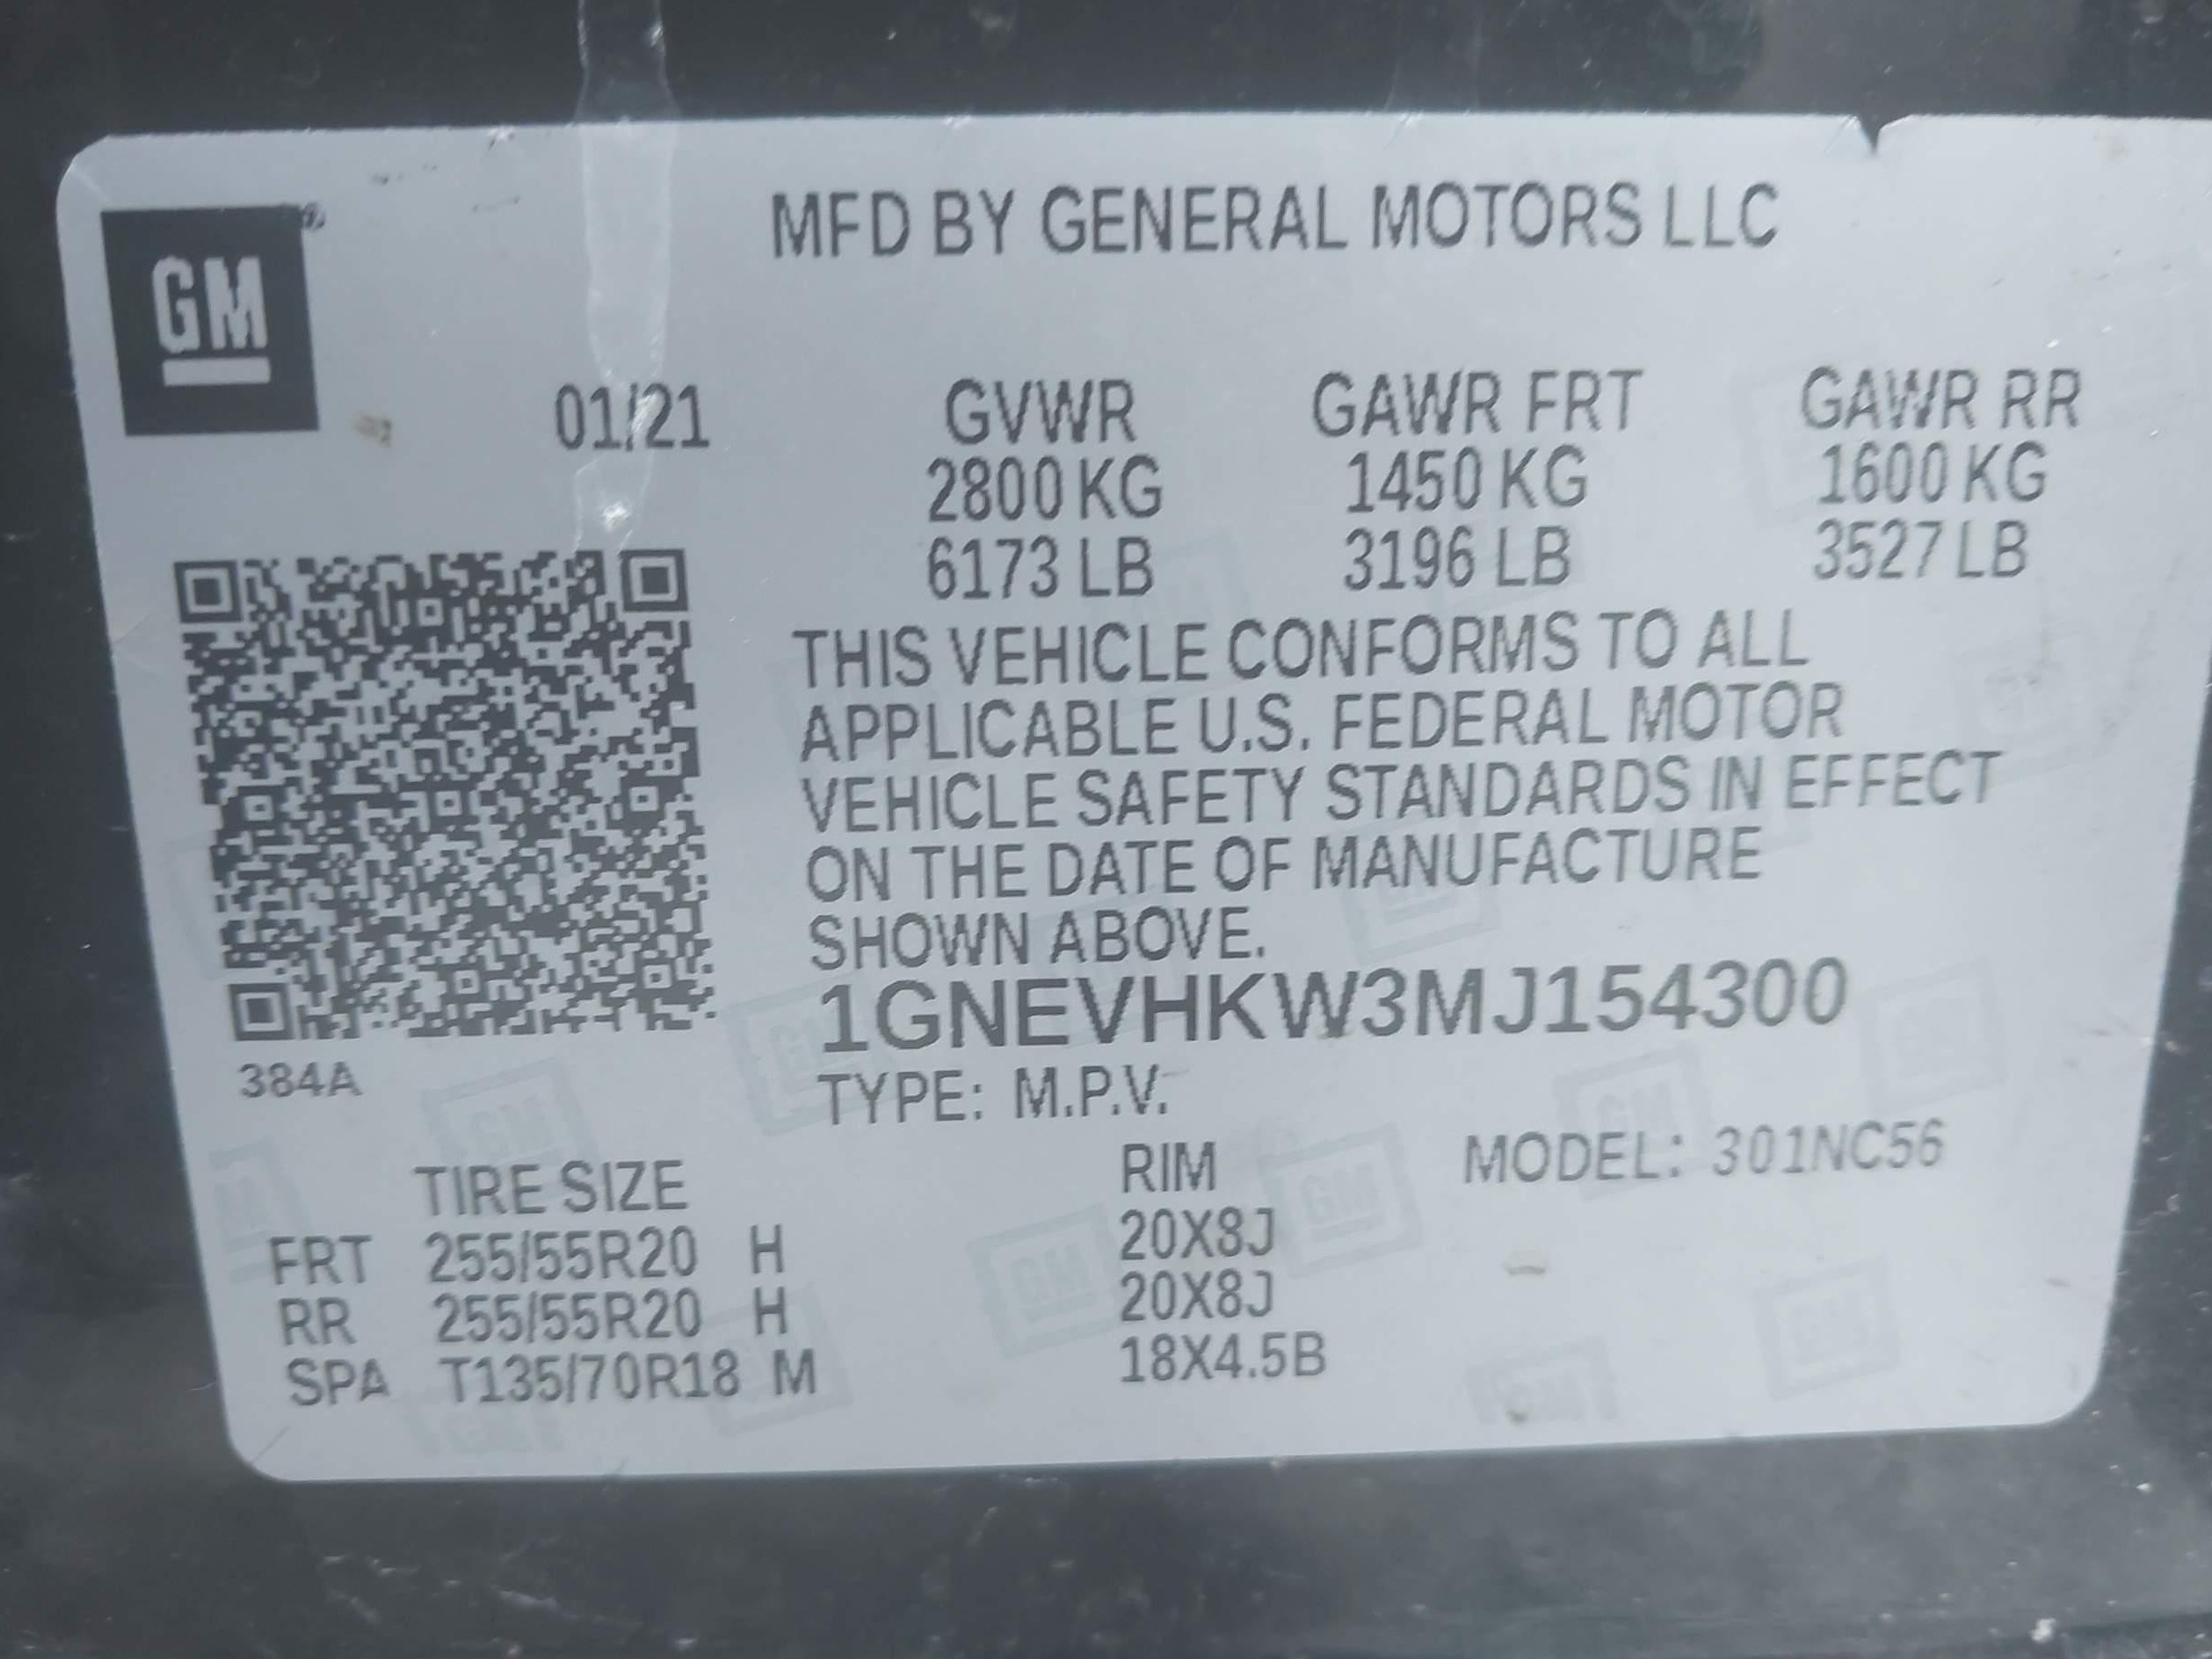 GM
MFD BY GENERAL MOTORS LLC
01/21 GVWR GAWR FRT GAWR RR
2800 KG 1450 KG 1600 KG
6173 LB 3196 LB 3527 LB
THIS VEHICLE CONFORMS TO ALL
APPLICABLE U.S. FEDERAL MOTOR
VEHICLE SAFETY STANDARDS IN EFFECT
ON THE DATE OF MANUFACTURE
SHOWN ABOVE.
1GNEVHKW3MJ154300
384A
TYPE: M.P.V.
TIRE SIZE RIM MODEL: 301NC56
FRT 255/55R20 H 20X8J
RR 255/55R20 H 20X8J
SPA T135/70R18 M 18X4.5B